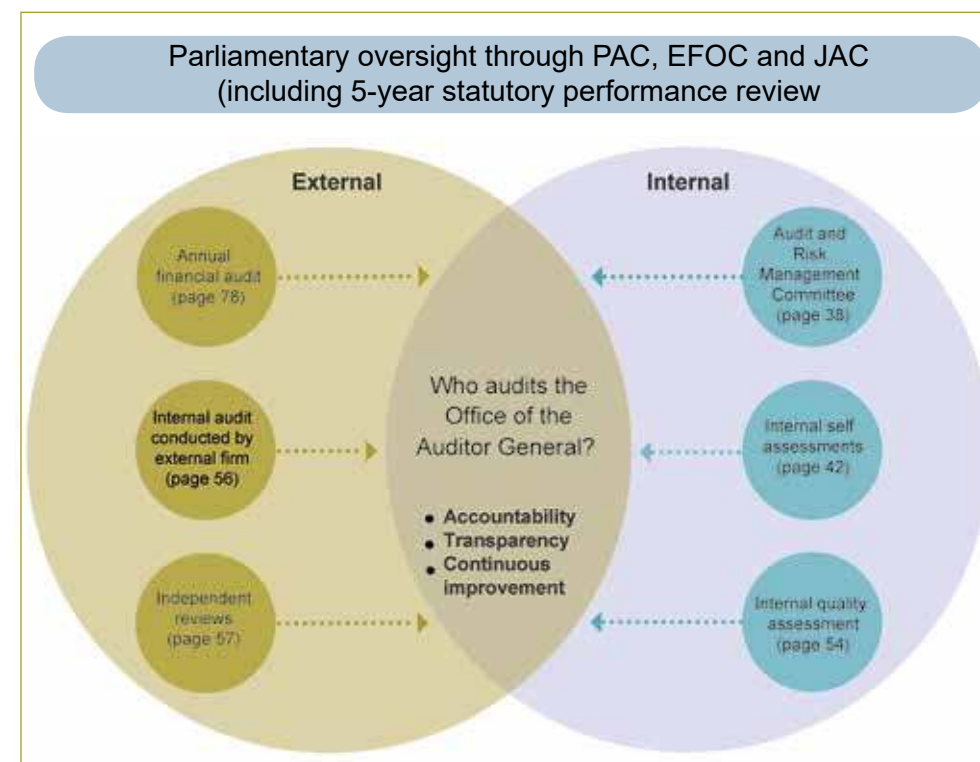 Parliamentary oversight through PAC, EFOC and JAC
(including 5-year statutory performance review
External
Annual
financial audit
(page 78)
Internal audit
conducted by
external firm
(page 56)
Independent
reviews
(page 57)
Who audits the
Office of the
Auditor General?
• Accountability
• Transparency
• Continuous
improvement
Internal
Audit and
Risk
Management
Committee
(page 38)
Internal self
assessments
(page 42)
Internal quality
assessment
(page 54)